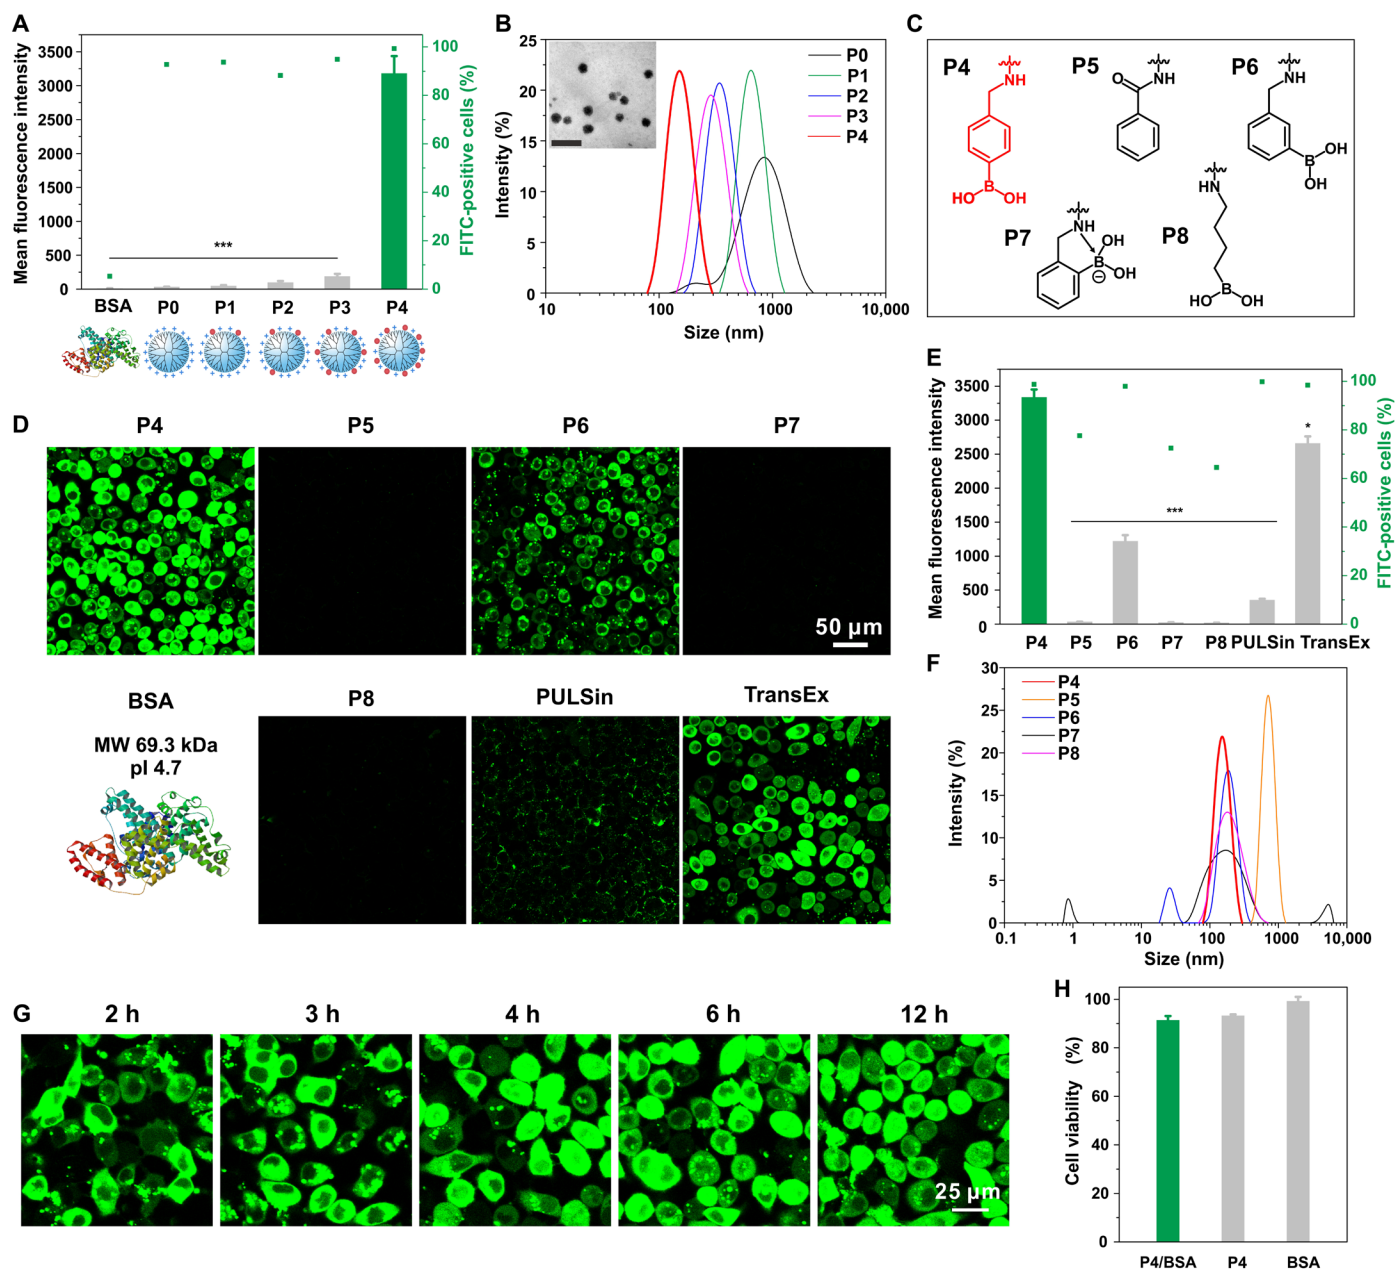 A
Mean fluorescence intensity
3500
3000
2500
2000
1500
1000
500
0
***
100
80
60
40
20
0
FITC-positive cells (%)
BSA P0 P1 P2 P3 P4
B
Intensity (%)
25
20
15
10
5
0
P0
P1
P2
P3
P4
10 100 1000 10,000
Size (nm)
C
P4
NH
B
HO OH
P5
O
NH
P6
NH
B
OH
OH
P7
NH
OH
B
OH
⊖
P8
HN
B
HO OH
D
P4 P5 P6 P7
50 µm
BSA
MW 69.3 kDa
pI 4.7
P8 PULSin TransEx
E
Mean fluorescence intensity
3500
3000
2500
2000
1500
1000
500
0
***
*
100
80
60
40
20
0
FITC-positive cells (%)
P4 P5 P6 P7 P8 PULSin TransEx
F
Intensity (%)
30
25
20
15
10
5
0
P4
P5
P6
P7
P8
0.1 1 10 100 1000 10,000
Size (nm)
G
2 h 3 h 4 h 6 h 12 h
25 µm
H
Cell viability (%)
100
80
60
40
20
0
P4/BSA P4 BSA